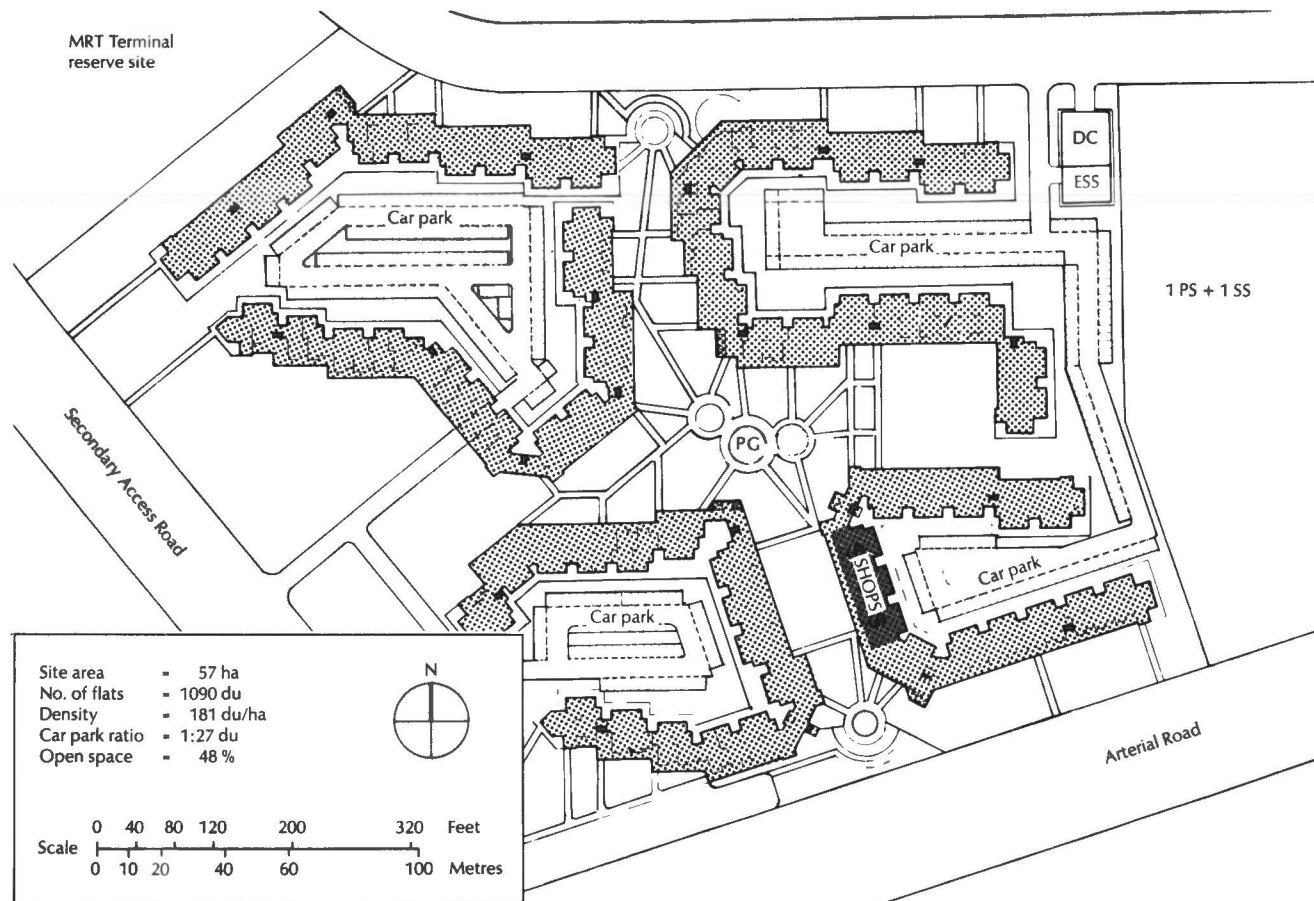 MRT Terminal
reserve site
DC
ESS
Car park
Car park
1 PS + 1 SS
Secondary Access Road
PG
SHOPS
Car park
Car park
Arterial Road
Site area = 57 ha
No. of flats = 1090 du
Density = 181 du/ha
Car park ratio = 1:27 du
Open space = 48 %
N
0 40 80 120 200 320 Feet
Scale
0 10 20 40 60 100 Metres